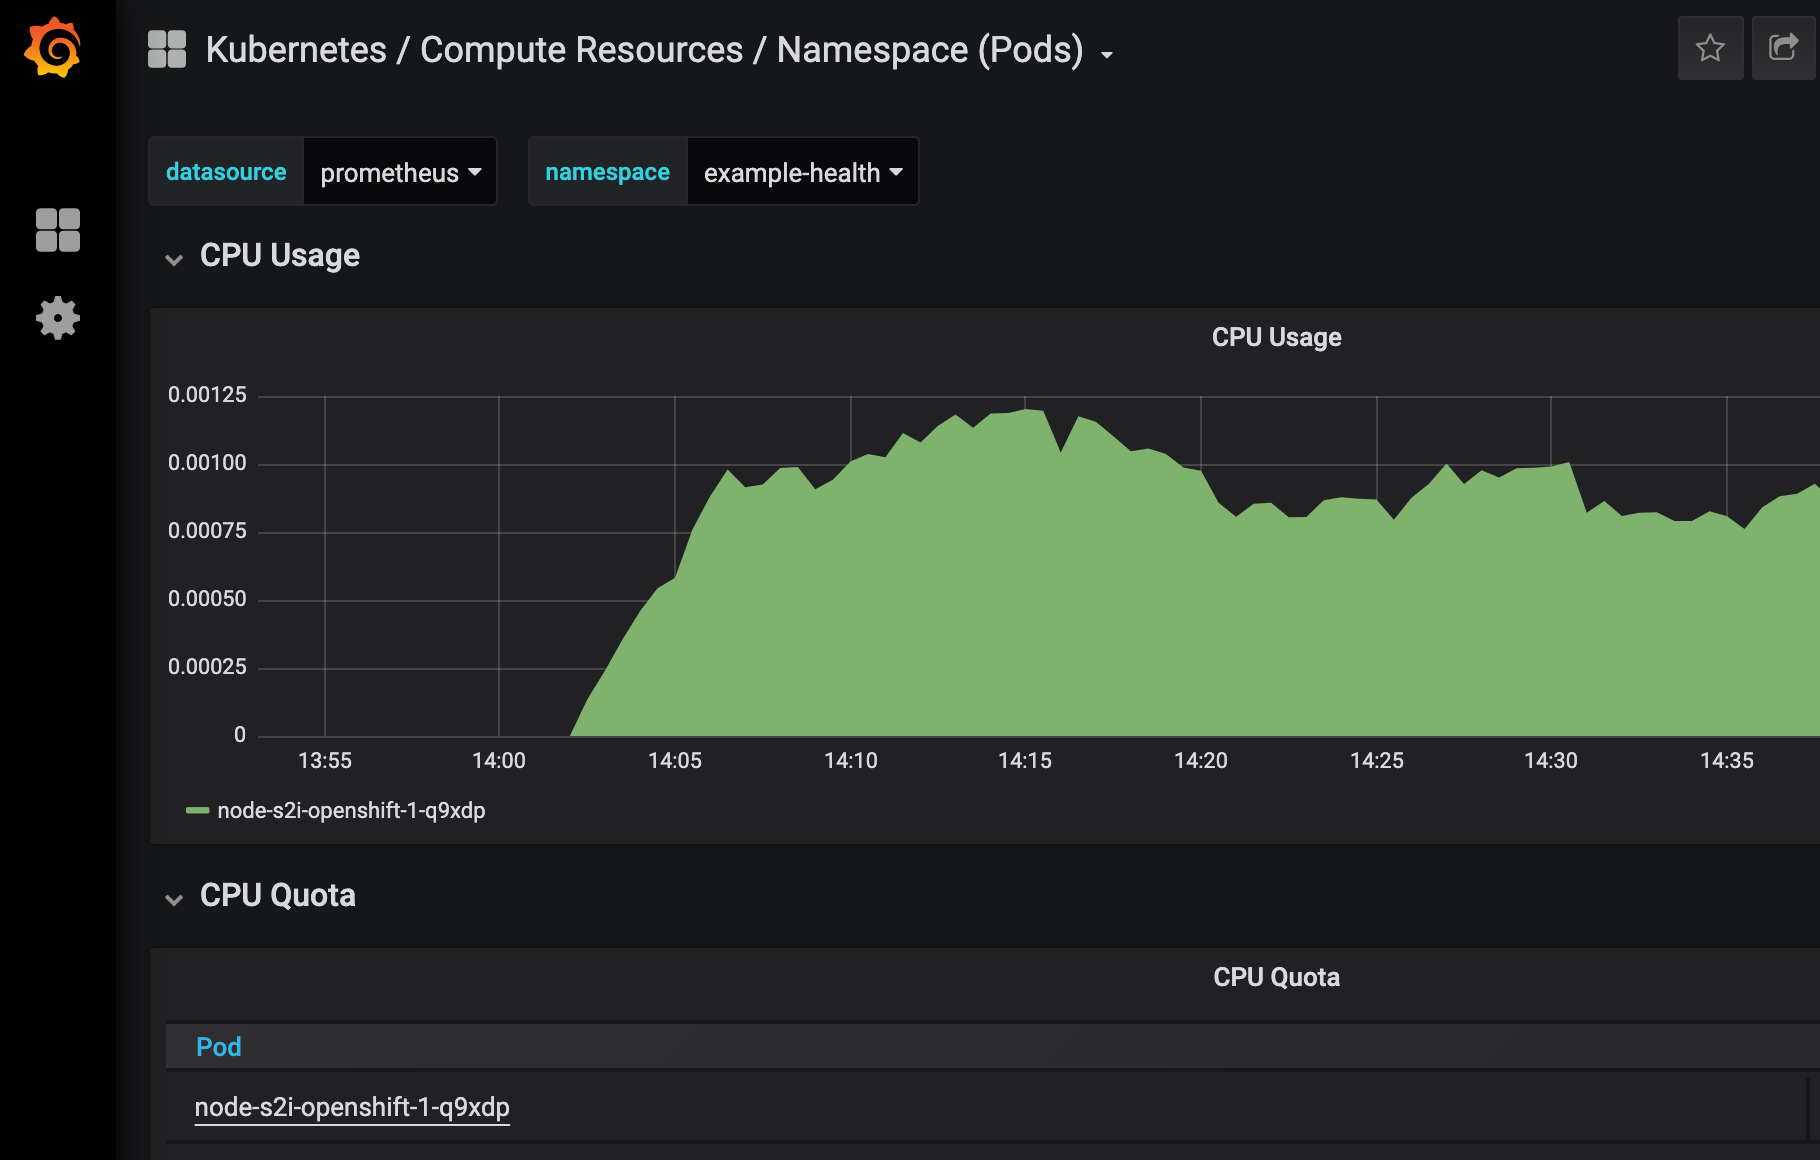 Kubernetes / Compute Resources / Namespace (Pods)
datasource prometheus namespace example-health
CPU Usage
CPU Usage
0.00125
0.00100
0.00075
0.00050
0.00025
0
13:55 14:00 14:05 14:10 14:15 14:20 14:25 14:30 14:35
node-s2i-openshift-1-q9xdp
CPU Quota
CPU Quota
Pod
node-s2i-openshift-1-q9xdp